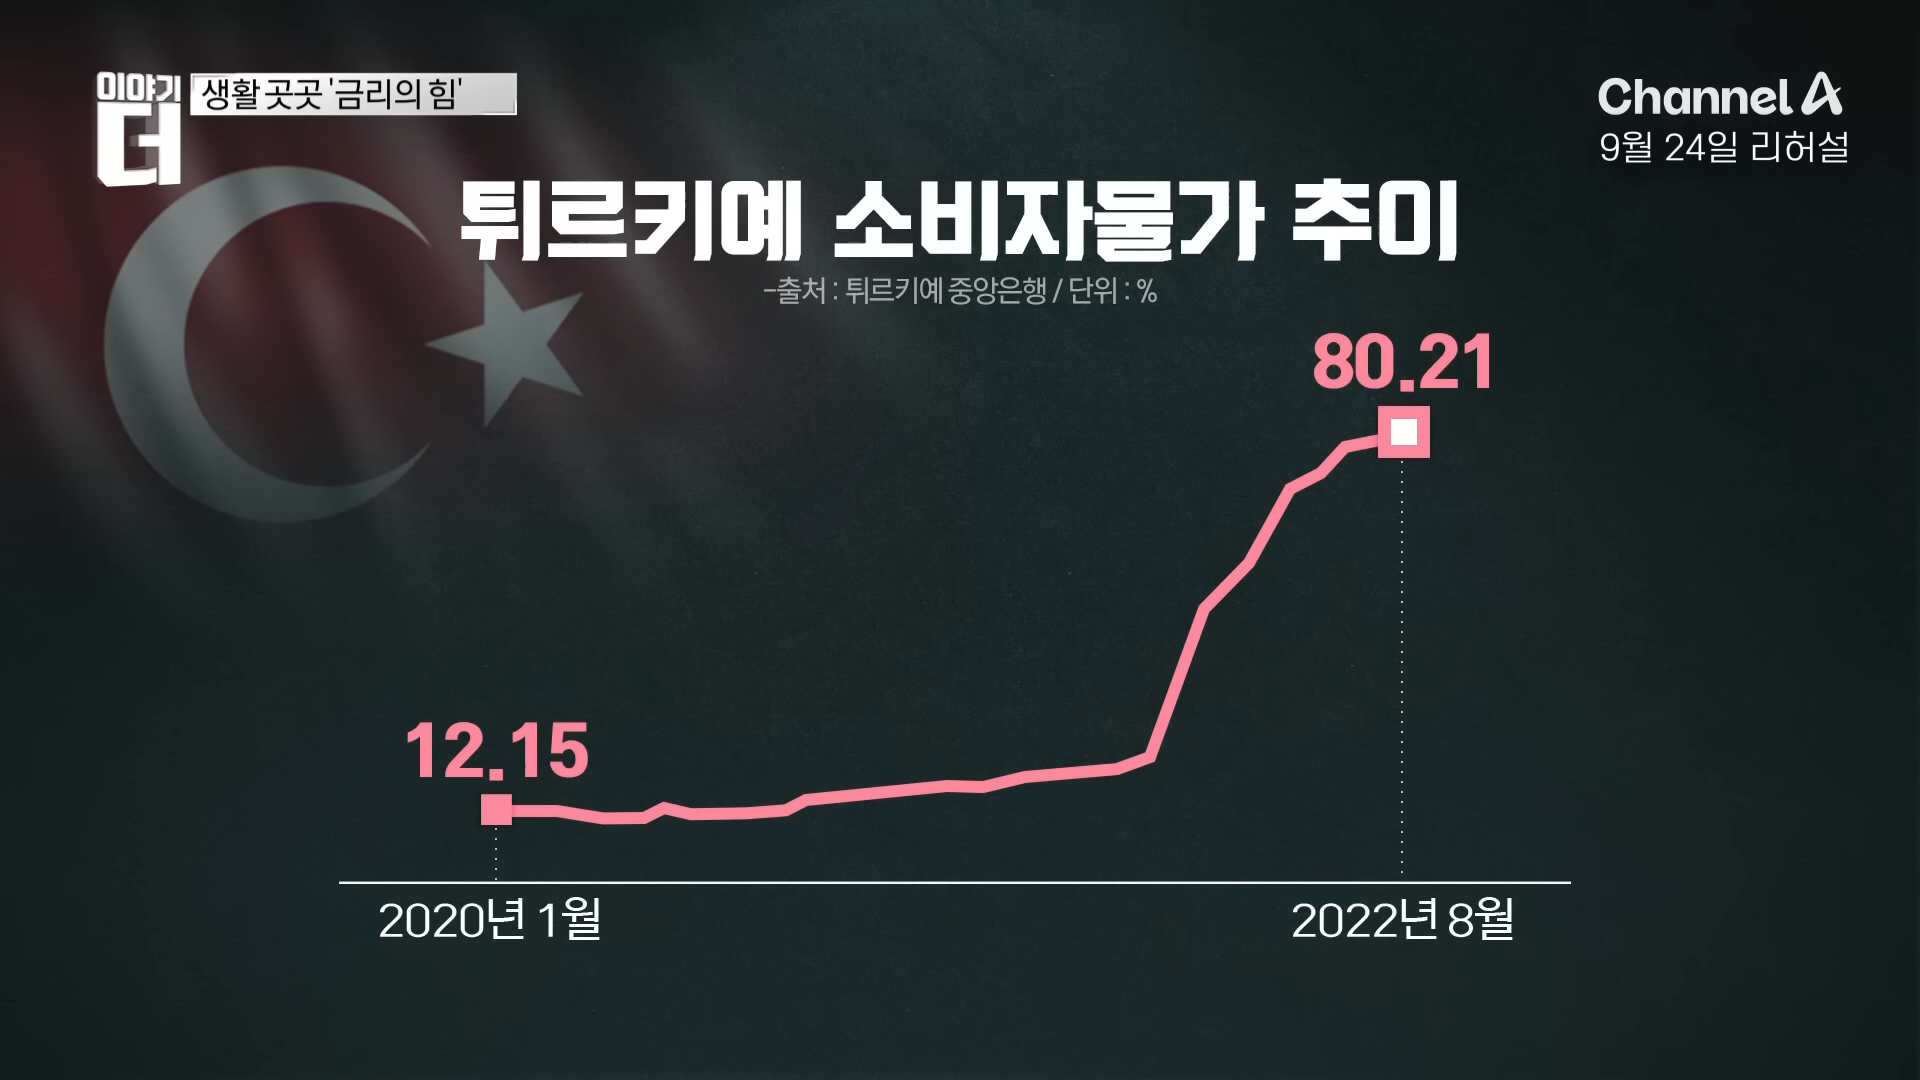 이야기 더
생활 곳곳 '금리의 힘'
Channel A
9월 24일 리허설
튀르키예 소비자물가 추이
-출처 : 튀르키예 중앙은행 / 단위 : %
80.21
12.15
2020년 1월
2022년 8월